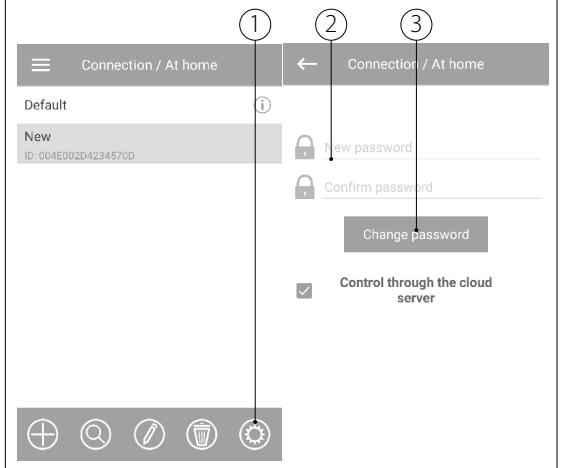 1
2
3
Connection / At home
Default
New
ID: 004E002D4234570D
Connection / At home
New password
Confirm password
Change password
Control through the cloud
server